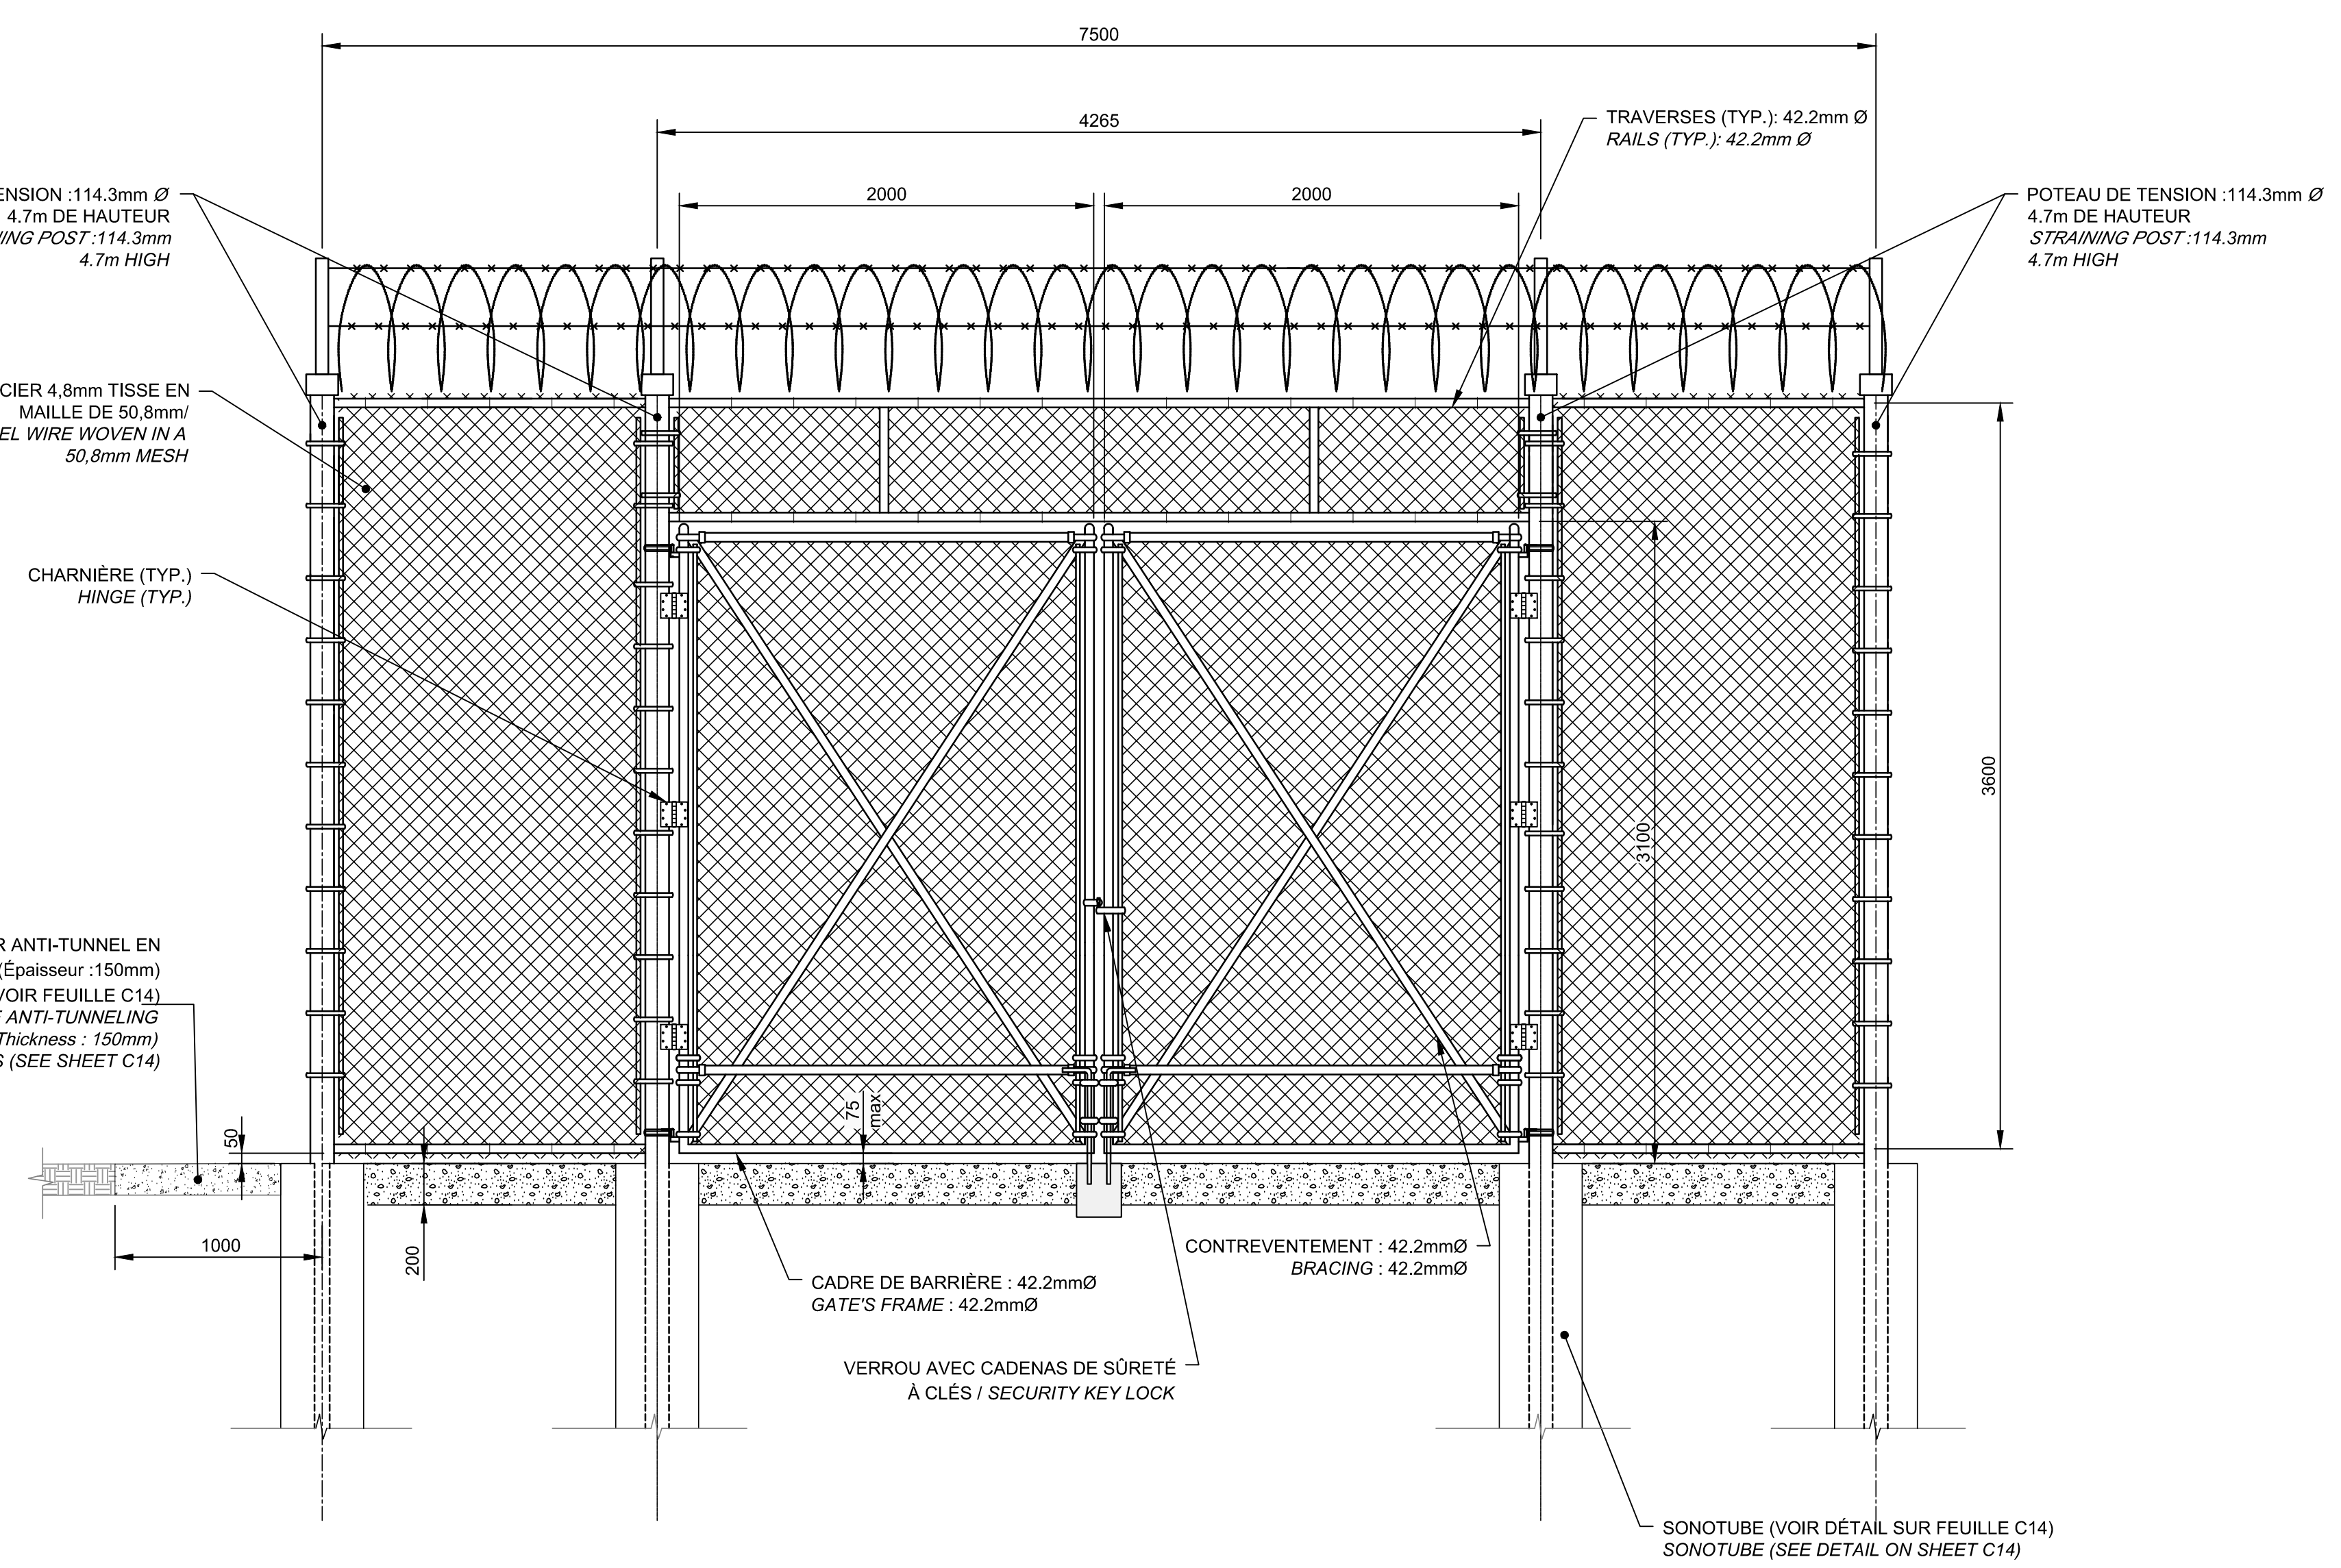 7500
4265
TRAVERSES (TYP.): 42.2mm Ø
RAILS (TYP.): 42.2mm Ø
2000
2000
:114.3mm Ø
4.7m DE HAUTEUR
POST :114.3mm
4.7m HIGH
POTEAU DE TENSION :114.3mm Ø
4.7m DE HAUTEUR
STRAINING POST :114.3mm
4.7m HIGH
4,8mm TISSE EN
MAILLE DE 50,8mm/
WIRE WOVEN IN A
50,8mm MESH
CHARNIÈRE (TYP.)
HINGE (TYP.)
3600
3100
ANTI-TUNNEL EN
(Épaisseur :150mm)
VOIR FEUILLE C14)
ANTI-TUNNELING
Thickness : 150mm)
(SEE SHEET C14)
75
max
50
1000
200
CONTREVENTEMENT : 42.2mmØ
BRACING : 42.2mmØ
CADRE DE BARRIÈRE : 42.2mmØ
GATE'S FRAME : 42.2mmØ
VERROU AVEC CADENAS DE SÛRETÉ
À CLÉS / SECURITY KEY LOCK
SONOTUBE (VOIR DÉTAIL SUR FEUILLE C14)
SONOTUBE (SEE DETAIL ON SHEET C14)